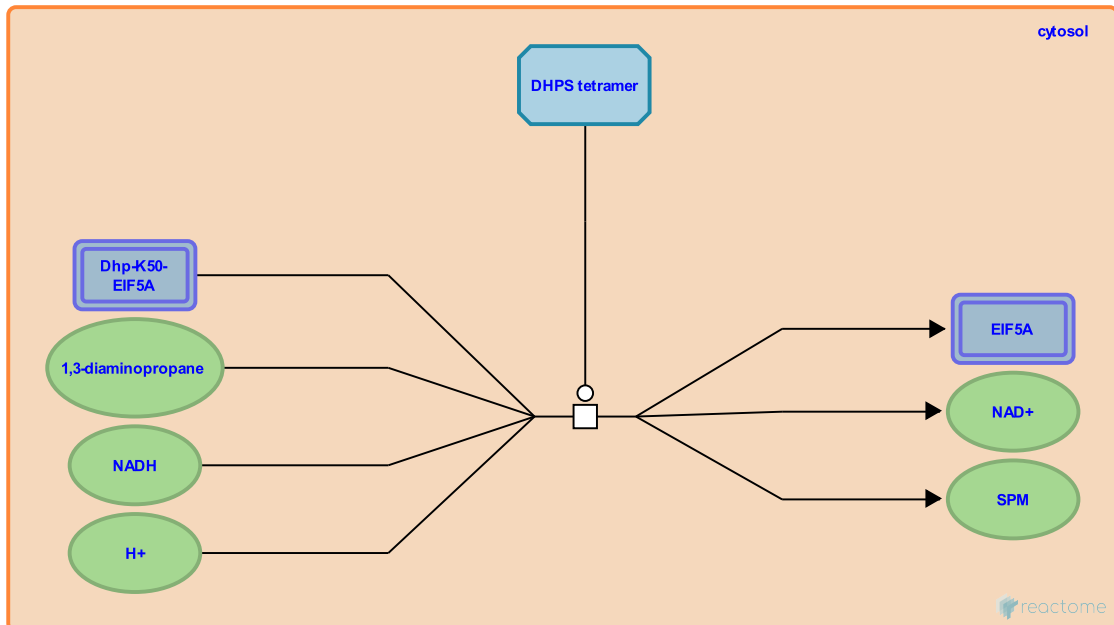 cytosol
DHPS tetramer
Dhp-K50-
EIF5A
1,3-diaminopropane
NADH
H+
EIF5A
NAD+
SPM
reactome